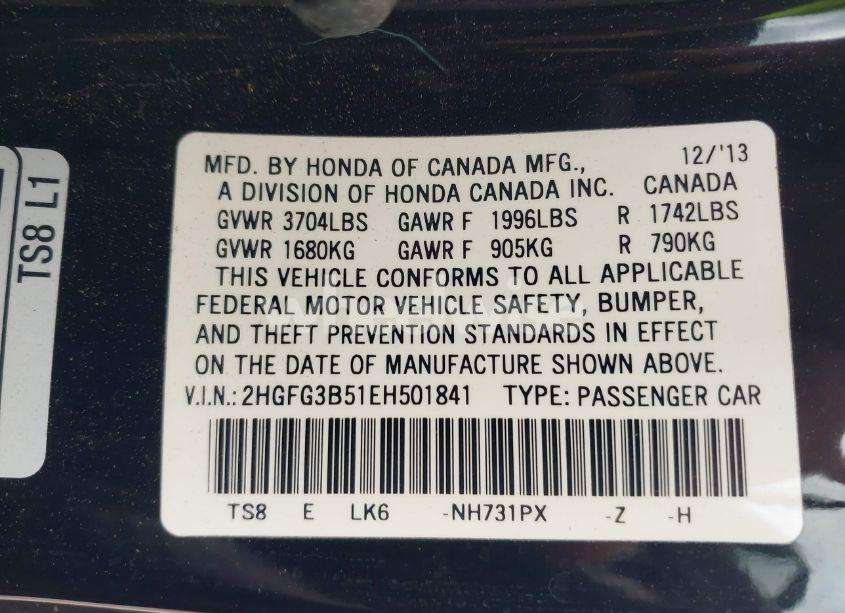 12/'13
MFD. BY HONDA OF CANADA MFG.,
A DIVISION OF HONDA CANADA INC. CANADA
GVWR 3704LBS GAWR F 1996LBS R 1742LBS
GVWR 1680KG GAWR F 905KG R 790KG
THIS VEHICLE CONFORMS TO ALL APPLICABLE
FEDERAL MOTOR VEHICLE SAFETY, BUMPER,
AND THEFT PREVENTION STANDARDS IN EFFECT
ON THE DATE OF MANUFACTURE SHOWN ABOVE.
V.I.N.: 2HGFG3B51EH501841 TYPE: PASSENGER CAR
TS8 E LK6 -NH731PX -Z -H
TS8 L1